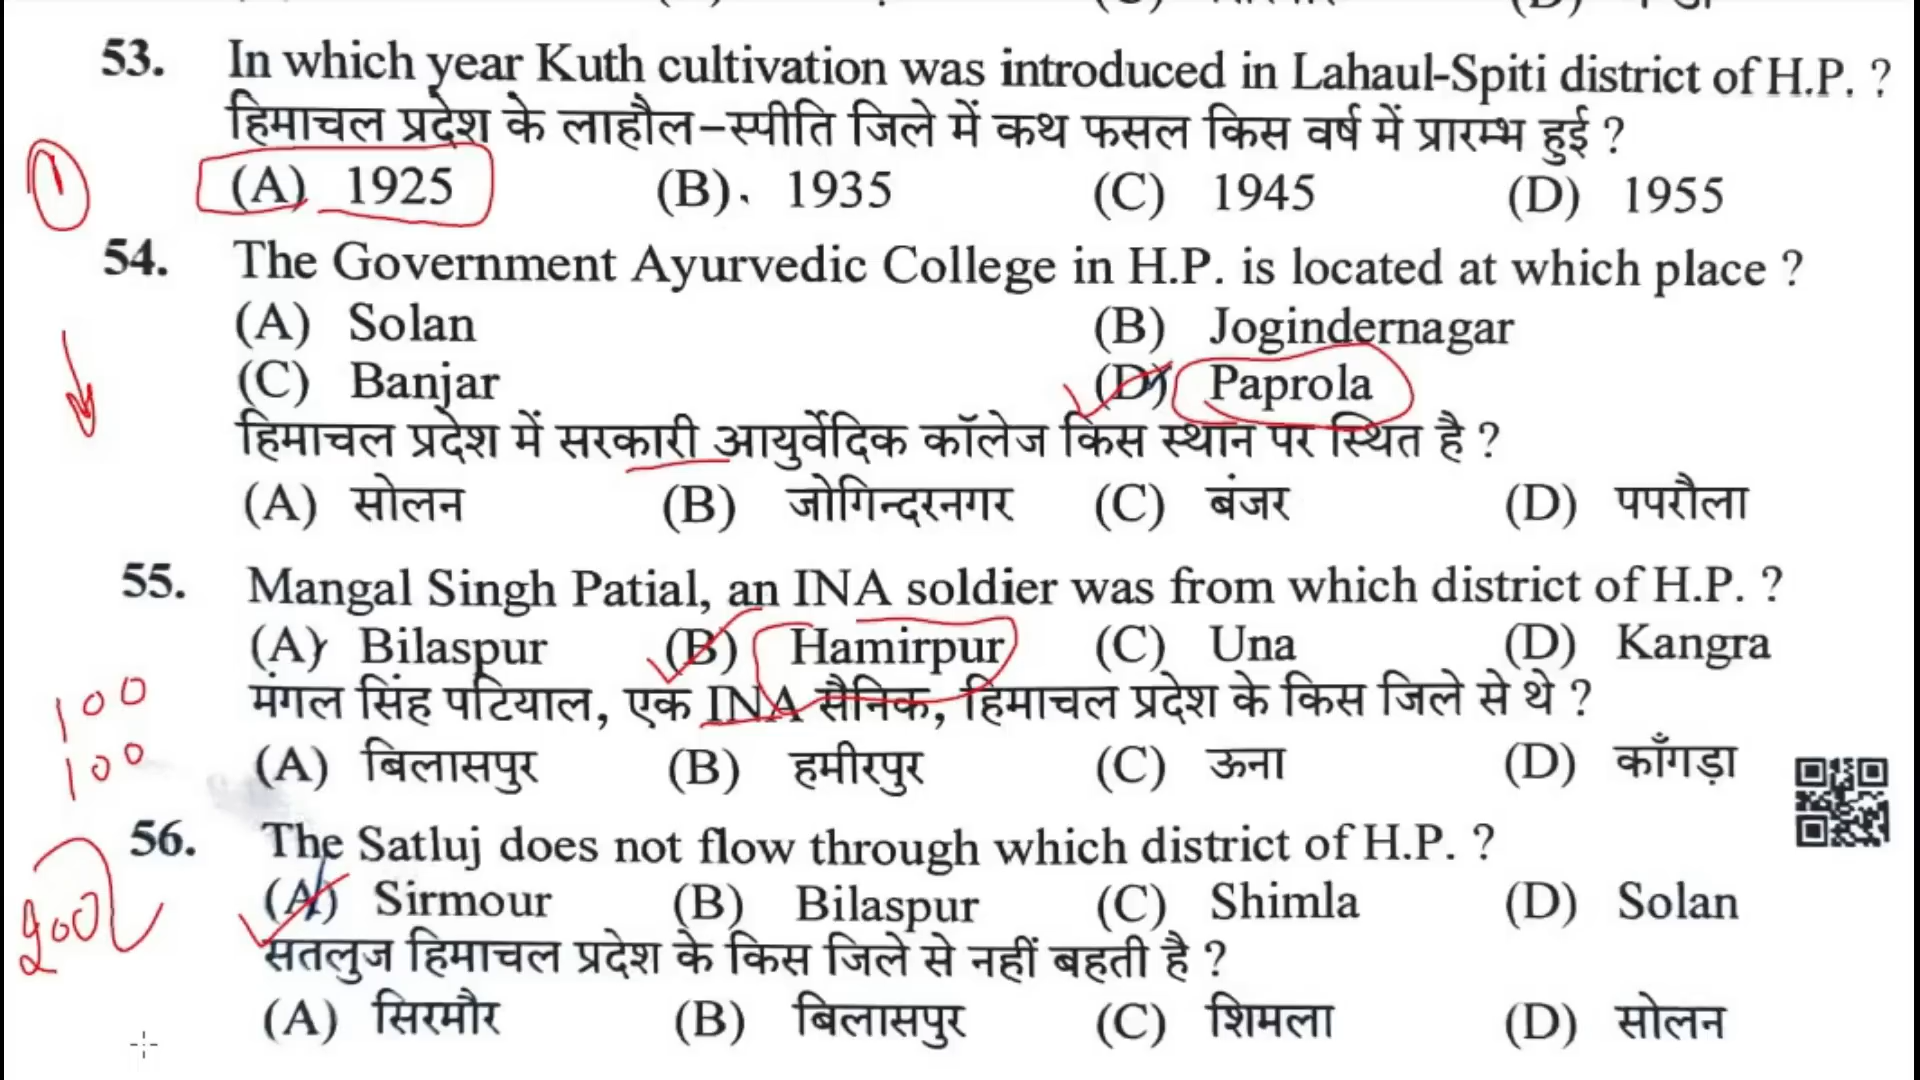 53. In which year Kuth cultivation was introduced in Lahaul-Spiti district of H.P. ?
हिमाचल प्रदेश के लाहौल-स्पीति जिले में कथ फसल किस वर्ष में प्रारम्भ हुई ?
(A) 1925 (B) 1935 (C) 1945 (D) 1955
54. The Government Ayurvedic College in H.P. is located at which place ?
(A) Solan (B) Jogindernagar
(C) Banjar (D) Paprola
हिमाचल प्रदेश में सरकारी आयुर्वेदिक कॉलेज किस स्थान पर स्थित है ?
(A) सोलन (B) जोगिन्दरनगर (C) बंजर (D) पपरौला
55. Mangal Singh Patial, an INA soldier was from which district of H.P. ?
(A) Bilaspur (B) Hamirpur (C) Una (D) Kangra
मंगल सिंह पटियाल, एक INA सैनिक, हिमाचल प्रदेश के किस जिले से थे ?
100
(A) बिलासपुर (B) हमीरपुर (C) ऊना (D) काँगड़ा
100
56. The Satluj does not flow through which district of H.P. ?
(A) Sirmour (B) Bilaspur (C) Shimla (D) Solan
200
सतलुज हिमाचल प्रदेश के किस जिले से नहीं बहती है ?
(A) सिरमौर (B) बिलासपुर (C) शिमला (D) सोलन